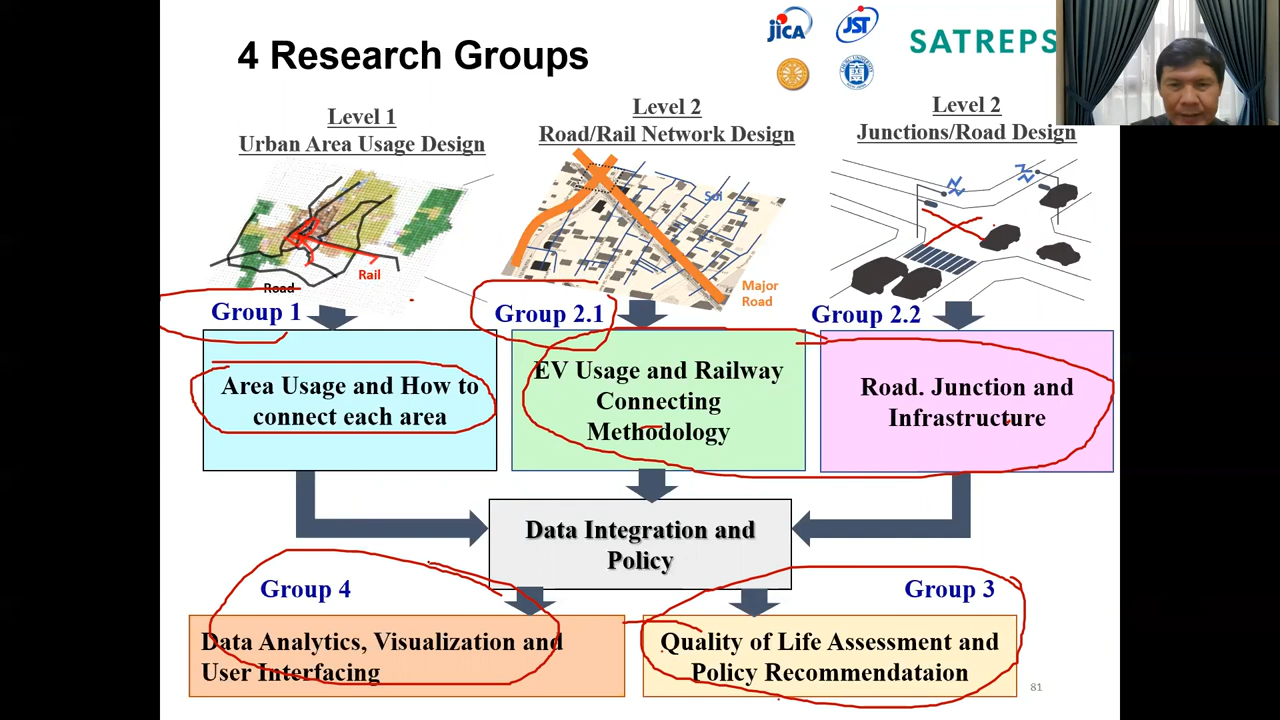 4 Research Groups
JICA
JST
SATREPS
Level 1
Urban Area Usage Design
Level 2
Road/Rail Network Design
Level 2
Junctions/Road Design
Soi
Rail
Road
Major
Road
Group 1
Group 2.1
Group 2.2
Area Usage and How to
connect each area
EV Usage and Railway
Connecting
Methodology
Road. Junction and
Infrastructure
Data Integration and
Policy
Group 4
Group 3
Data Analytics, Visualization and
User Interfacing
Quality of Life Assessment and
Policy Recommendataion
81